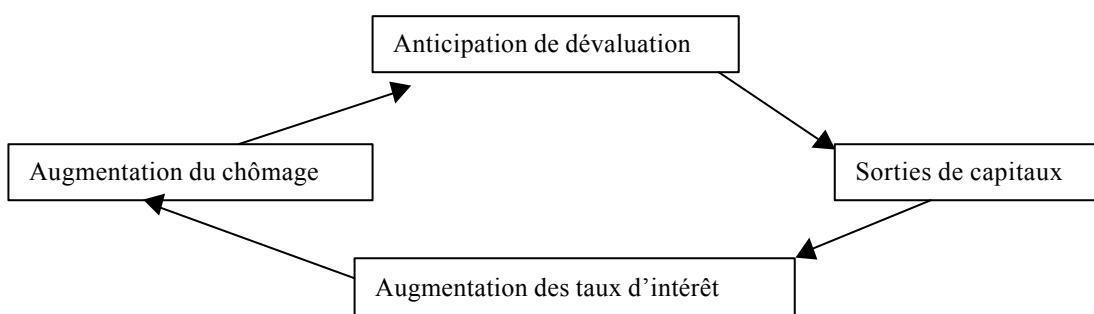 Anticipation de dévaluation
Augmentation du chômage
Sorties de capitaux
Augmentation des taux d’intérêt